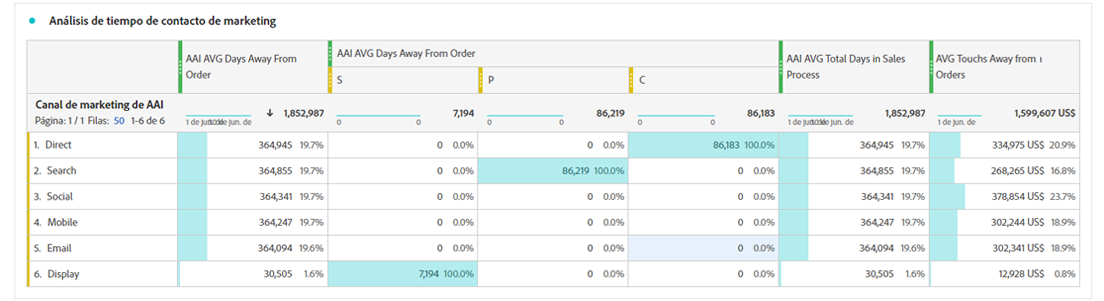 Análisis de tiempo de contacto de marketing
AAI AVG Days Away From Order
AAI AVG Days Away From Order
S
P
C
AAI AVG Total Days in Sales Process
AVG Touchs Away from
Orders
Canal de marketing de AAI
Página: 1 / 1 Filas: 50 1-6 de 6
1 de Jun. de
1,852,987
0 0 7,194
0 0 86,219
0 0 86,183
1 de Jun. de
1,852,987
1 de Jun. de
1,599,607 US$
1. Direct 364,945 19.7% 0 0.0% 0 0.0% 86,183 100.0% 364,945 19.7% 334,975 US$ 20.9%
2. Search 364,855 19.7% 0 0.0% 86,219 100.0% 0 0.0% 364,855 19.7% 268,265 US$ 16.8%
3. Social 364,341 19.7% 0 0.0% 0 0.0% 0 0.0% 364,341 19.7% 378,854 US$ 23.7%
4. Mobile 364,247 19.7% 0 0.0% 0 0.0% 0 0.0% 364,247 19.7% 302,244 US$ 18.9%
5. Email 364,094 19.6% 0 0.0% 0 0.0% 0 0.0% 364,094 19.6% 302,341 US$ 18.9%
6. Display 30,505 1.6% 7,194 100.0% 0 0.0% 0 0.0% 30,505 1.6% 12,928 US$ 0.8%